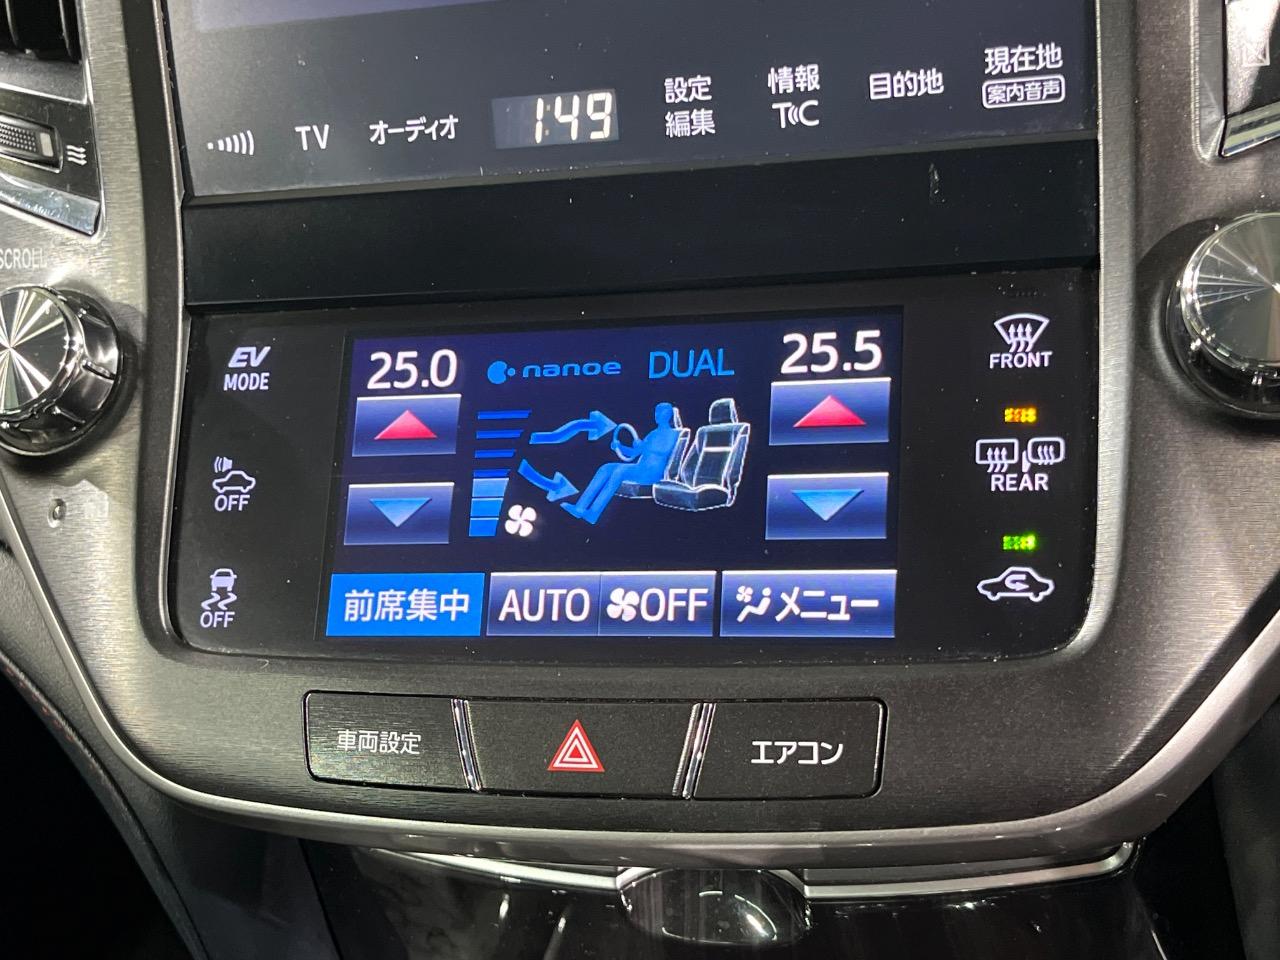 TV
オーディオ
1:49
設定
編集
情報
T(C
目的地
現在地
案内音声
SCROLL
EV
MODE
OFF
OFF
25.0
nanoe
DUAL
25.5
前席集中
AUTO
OFF
メニュー
FRONT
REAR
車両設定
エアコン